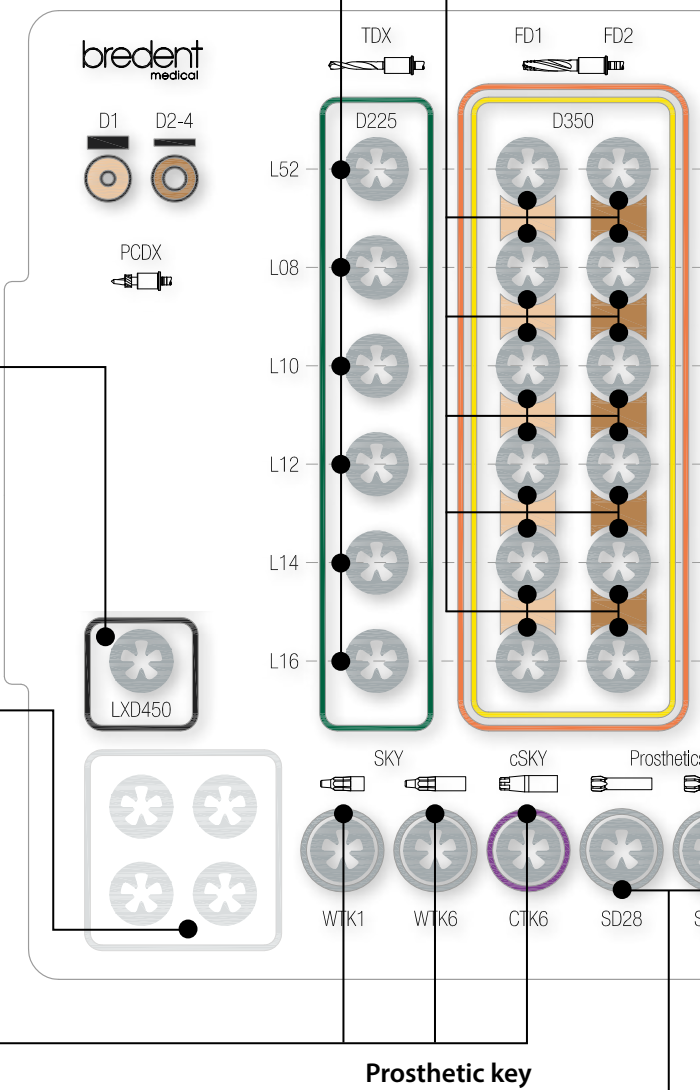 bredent
medical
TDX
FD1 FD2
D1 D2-4
D225
D350
L52
PCDX
L08
L10
L12
L14
L16
LXD450
SKY
cSKY
Prosthetics
WTK1
WTK6
CTK6
SD28
S
Prosthetic key